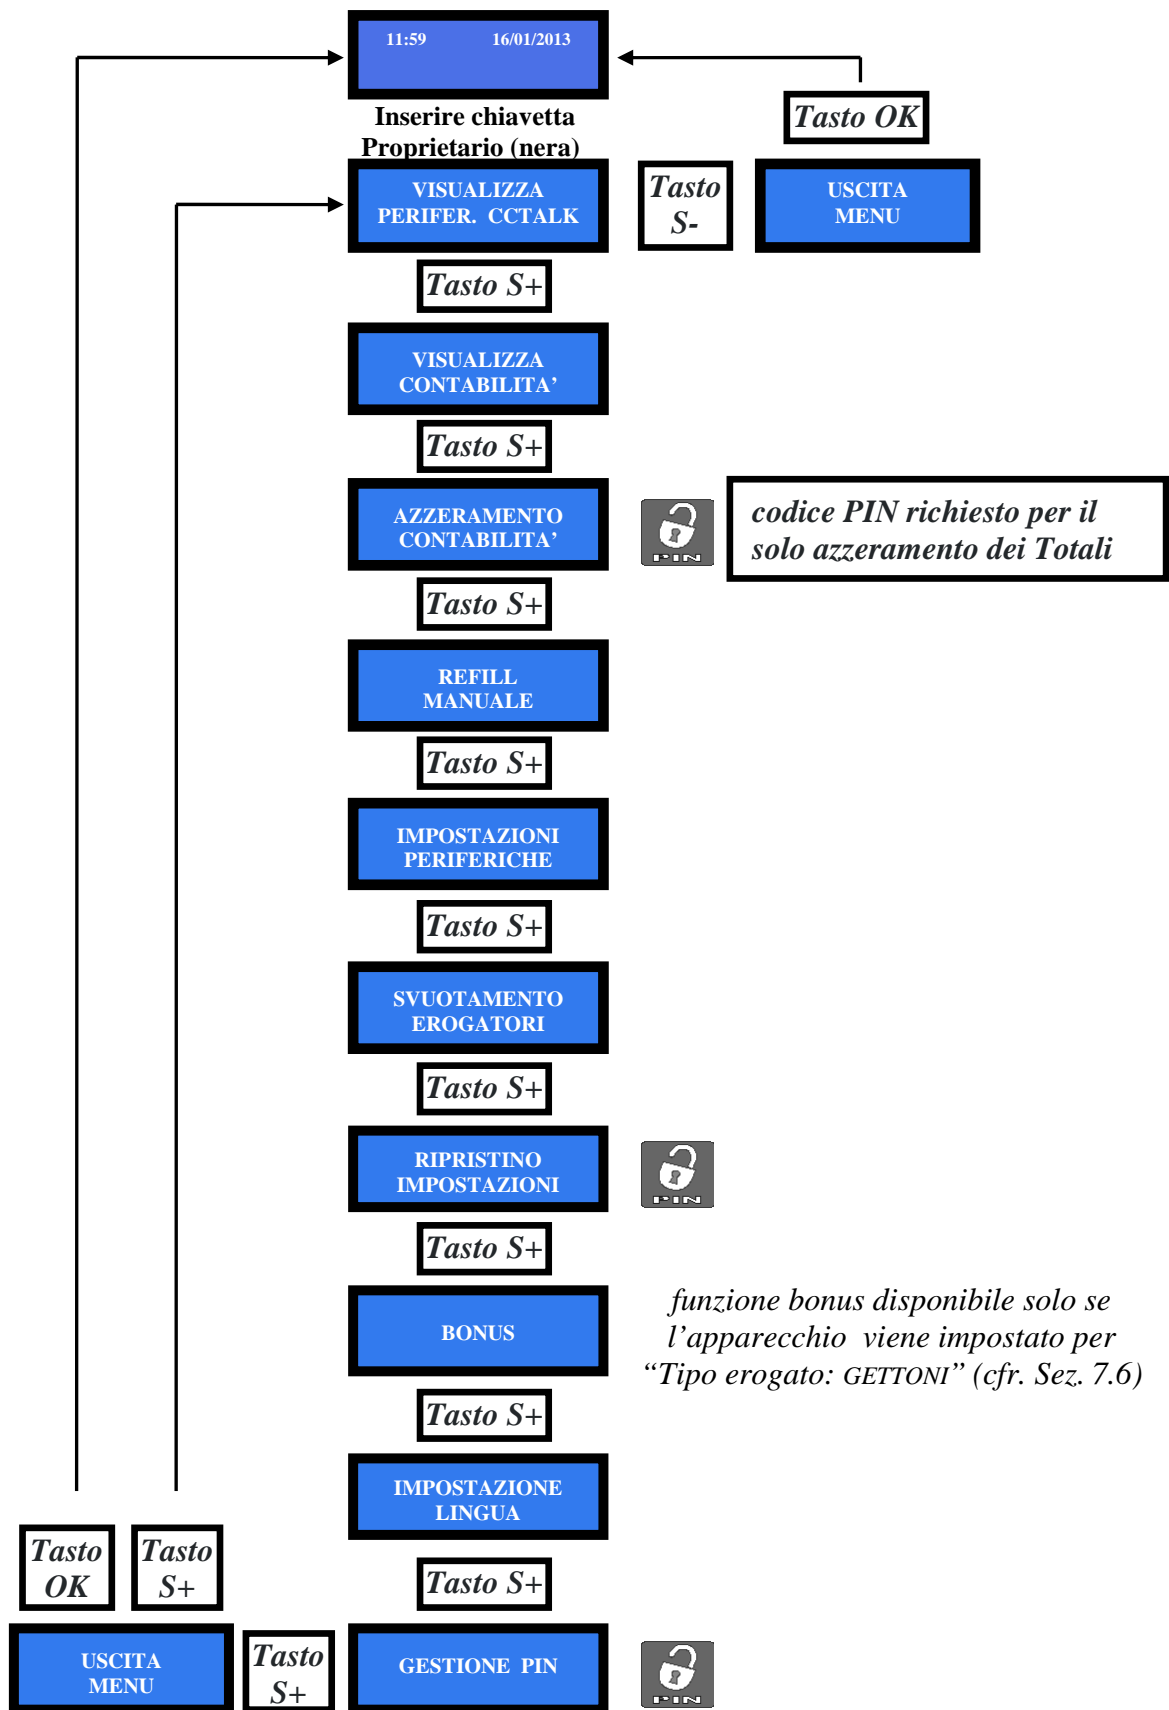 11:59 16/01/2013
Inserire chiavetta
Proprietario (nera)
Tasto OK
VISUALIZZA
PERIFER. CCTALK
Tasto
S-
USCITA
MENU
Tasto S+
VISUALIZZA
CONTABILITA’
Tasto S+
AZZERAMENTO
CONTABILITA’
PIN
codice PIN richiesto per il
solo azzeramento dei Totali
Tasto S+
REFILL
MANUALE
Tasto S+
IMPOSTAZIONI
PERIFERICHE
Tasto S+
SVUOTAMENTO
EROGATORI
Tasto S+
RIPRISTINO
IMPOSTAZIONI
PIN
Tasto S+
BONUS
funzione bonus disponibile solo se
l’apparecchio viene impostato per
“Tipo erogato: GETTONI” (cfr. Sez. 7.6)
Tasto S+
IMPOSTAZIONE
LINGUA
Tasto
OK
Tasto
S+
Tasto S+
USCITA
MENU
Tasto
S+
GESTIONE PIN
PIN